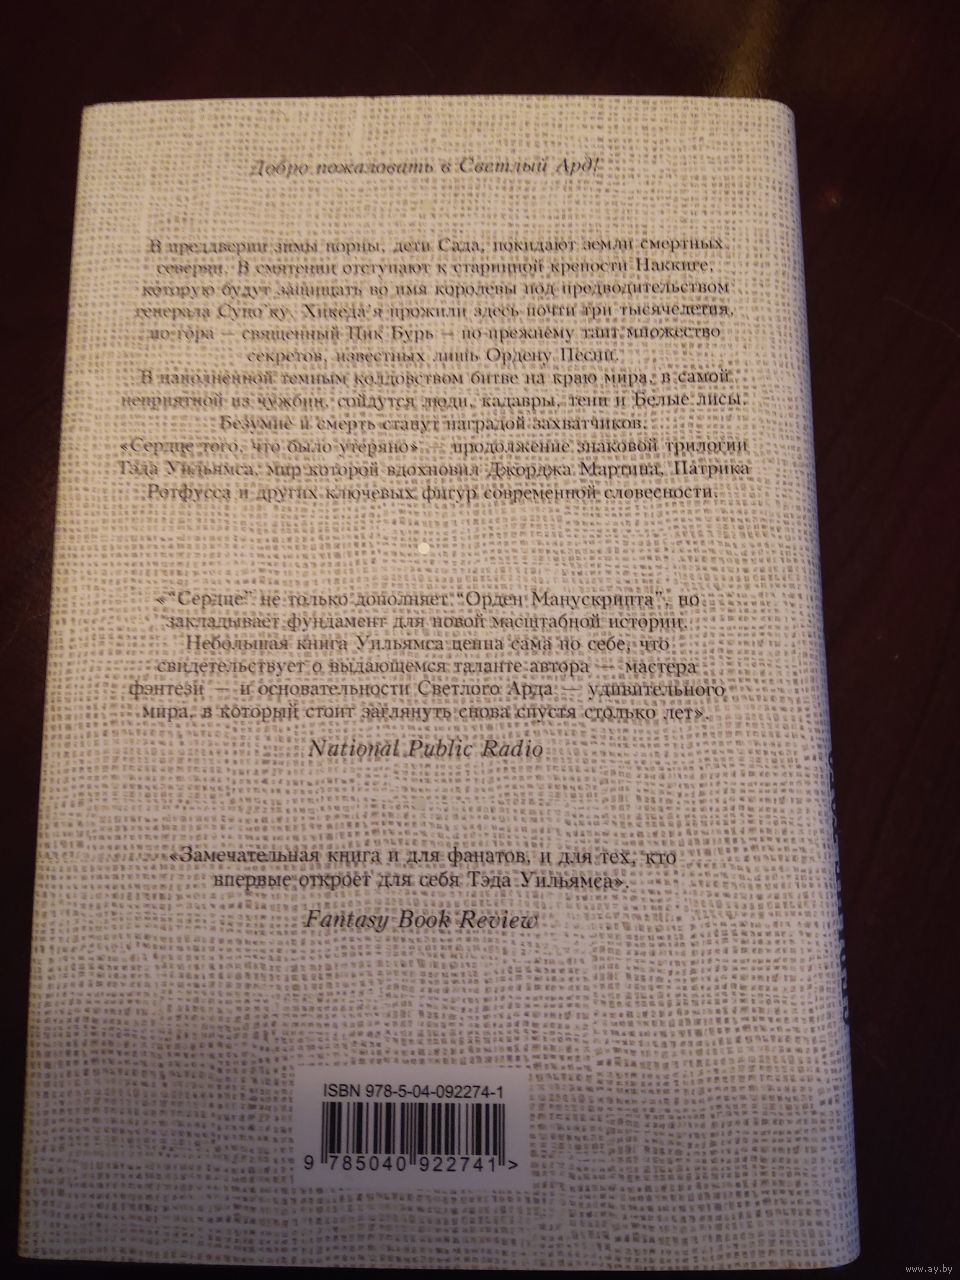 Добро пожаловать в Светлый Ард!
В преддверии зимы норны, дети Сада, покидают земли смертных
северян. В смятении отступают к старинной крепости Наккиге,
которую будут защищать во имя королевы под предводительством
генерала Суно'ку. Хикеда'я прожили здесь почти три тысячелетия,
но гора — священный Пик Бурь — по-прежнему таит множество
секретов, известных лишь Ордену Песни.
В наполненной темным колдовством битве на краю мира, в самой
неприятной из чужбин, сойдутся люди, кадавры, тени и Белые лисы.
Безумие и смерть станут наградой захватчиков.
«Сердце того, что было утеряно» — продолжение знаковой трилогии
Тэда Уильямса, мир которой вдохновил Джорджа Мартина, Патрика
Ротфусса и других ключевых фигур современной словесности.
«“Сердце” не только дополняет “Орден Манускрипта”, но
закладывает фундамент для новой масштабной истории.
Небольшая книга Уильямса ценна сама по себе, что
свидетельствует о выдающемся таланте автора — мастера
фэнтези — и основательности Светлого Арда — удивительного
мира, в который стоит заглянуть снова спустя столько лет».
National Public Radio
«Замечательная книга и для фанатов, и для тех, кто
впервые откроет для себя Тэда Уильямса».
Fantasy Book Review
ISBN 978-5-04-092274-1
9 785040 922741 >
www.ay.by